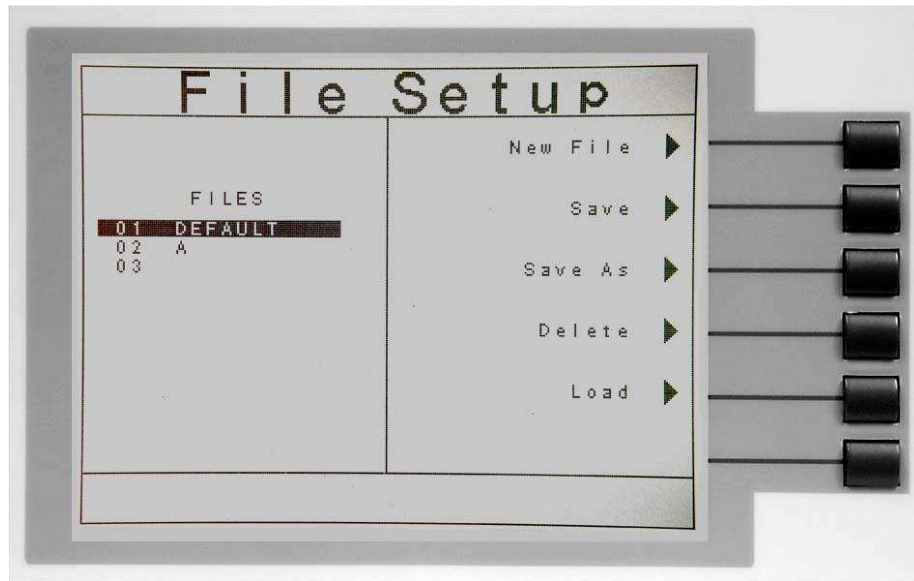 File Setup
FILES
01 DEFAULT
02 A
03
New File
Save
Save As
Delete
Load